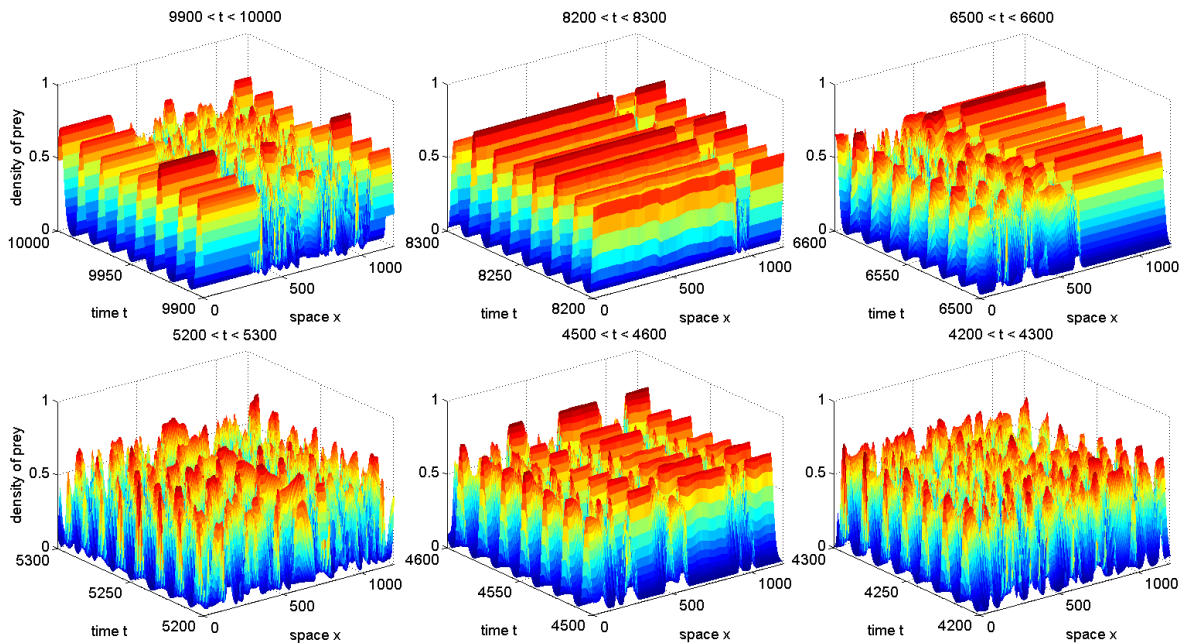 9900 < t < 10000
1
0.5
0
density of prey
10000
9950
9900
time t
0
500
1000
space x
8200 < t < 8300
1
0.5
0
8300
8250
8200
time t
0
500
1000
space x
6500 < t < 6600
1
0.5
0
6600
6550
6500
time t
0
500
1000
space x
5200 < t < 5300
1
0.5
0
density of prey
5300
5250
5200
time t
0
500
1000
space x
4500 < t < 4600
1
0.5
0
4600
4550
4500
time t
0
500
1000
space x
4200 < t < 4300
1
0.5
0
4300
4250
4200
time t
0
500
1000
space x